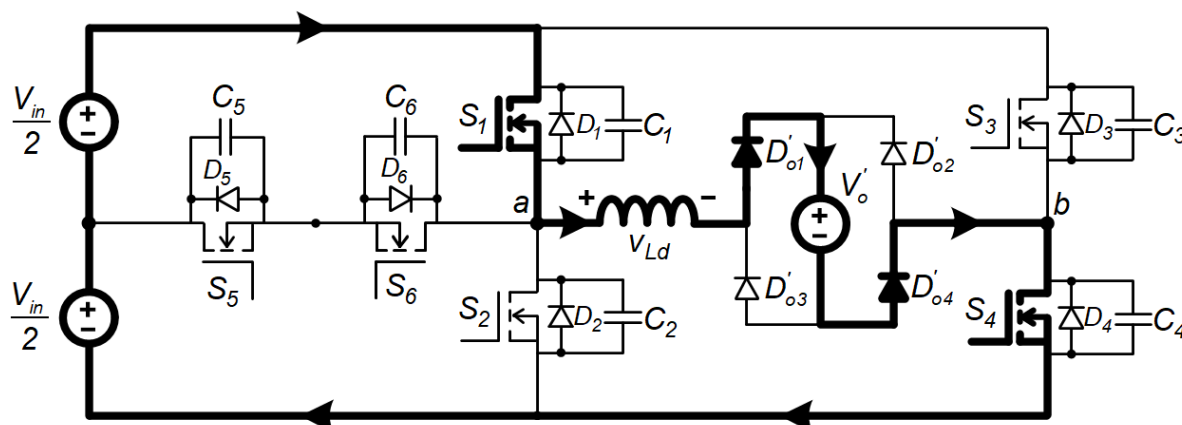 V_in/2
C_5
C_6
D_5
D_6
S_5
S_6
V_in/2
S_1
D_1
C_1
a
+ v_Ld -
S_2
D_2
C_2
D'_o1
D'_o2
V'_o
D'_o3
D'_o4
S_3
D_3
C_3
b
S_4
D_4
C_4